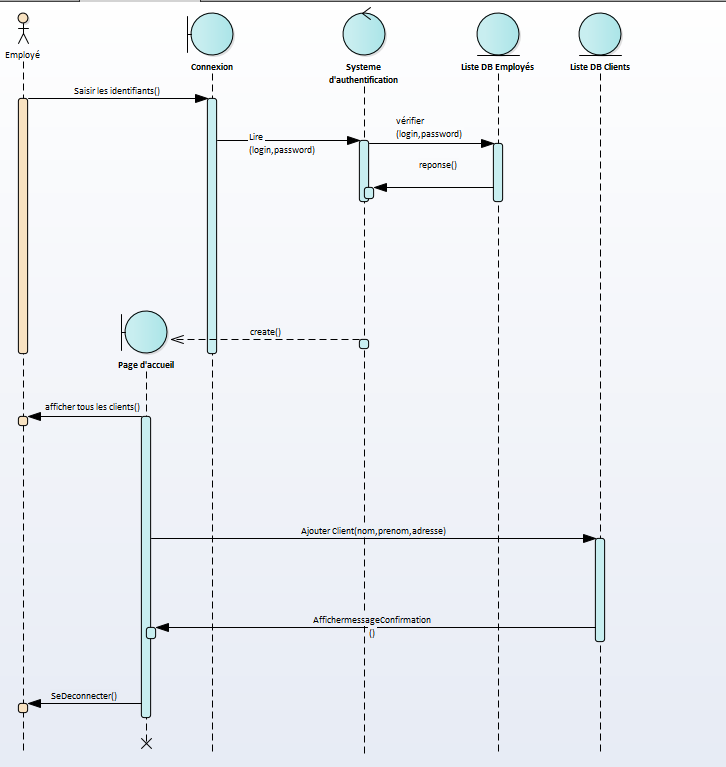 Employé
Connexion
Systeme
d'authentification
Liste DB Employés
Liste DB Clients
Saisir les identifiants()
Lire
(login,password)
vérifier
(login,password)
reponse()
create()
Page d'accueil
afficher tous les clients()
Ajouter Client(nom,prenom,adresse)
AffichermessageConfirmation
()
SeDeconnecter()